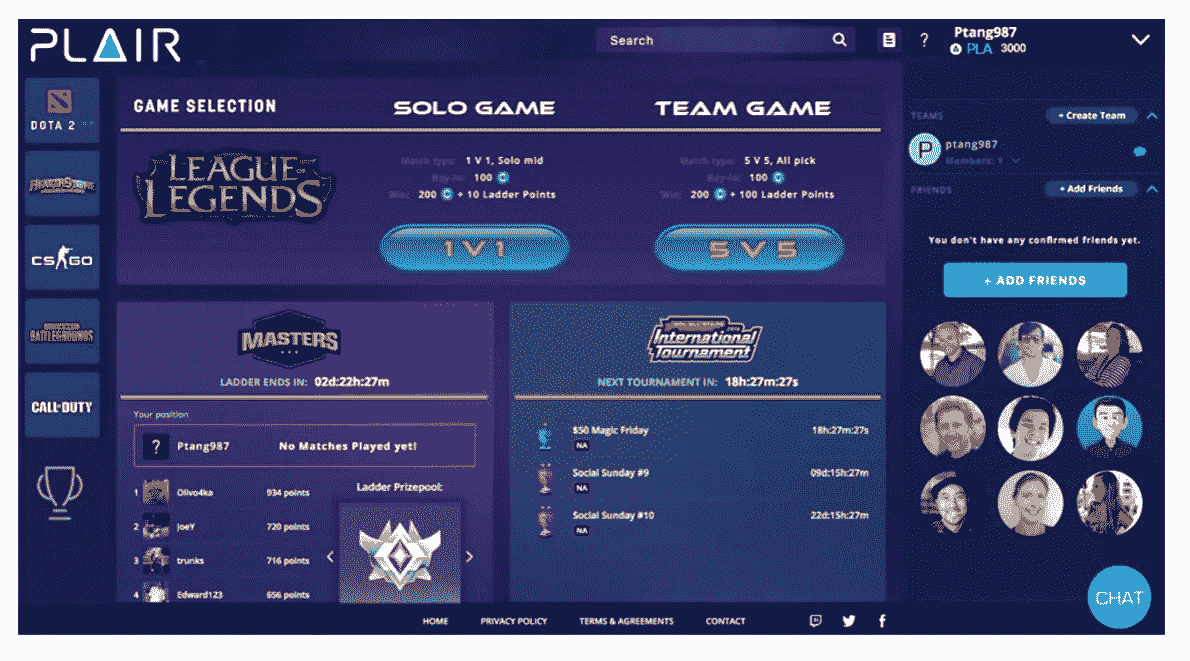 PLAIR
Search
?
Ptang987
PLA 3000
DOTA 2
HEARTHSTONE
CS GO
BATTLEGROUNDS
CALL OF DUTY
GAME SELECTION
SOLO GAME
TEAM GAME
LEAGUE OF LEGENDS
Match type: 1 V 1, Solo mid
Buy-in: 100
Win: 200 + 10 Ladder Points
1 V 1
Match type: 5 V 5, All pick
Buy-in: 100
Win: 200 + 100 Ladder Points
5 V 5
MASTERS
LADDER ENDS IN: 02d:22h:27m
Your position
? Ptang987 No Matches Played yet!
1 Olivo4ka 934 points
2 JoeY 720 points
3 trunks 716 points
4 Edward123 656 points
Ladder Prizepool:
International
Tournament
NEXT TOURNAMENT IN: 18h:27m:27s
$50 Magic Friday 18h:27m:27s
NA
Social Sunday #9 09d:15h:27m
NA
Social Sunday #10 22d:15h:27m
NA
TEAMS + Create Team
P ptang987
Members: 1
FRIENDS + Add Friends
You don't have any confirmed friends yet.
+ ADD FRIENDS
CHAT
HOME PRIVACY POLICY TERMS & AGREEMENTS CONTACT